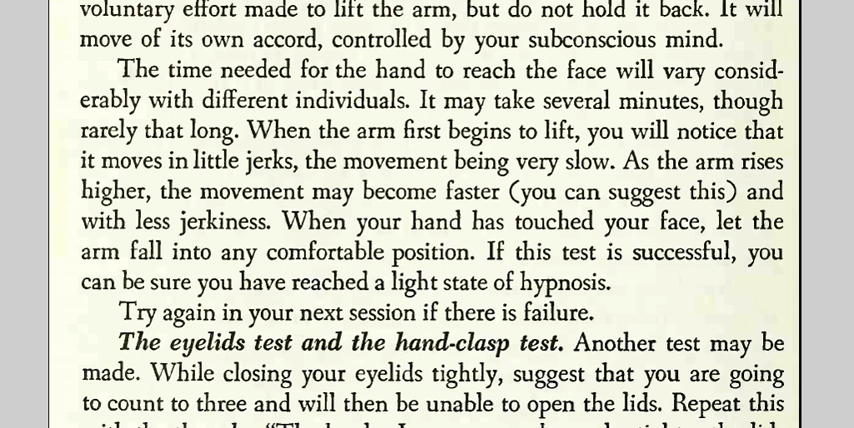 voluntary effort made to lift the arm, but do not hold it back. It will
move of its own accord, controlled by your subconscious mind.
The time needed for the hand to reach the face will vary consid-
erably with different individuals. It may take several minutes, though
rarely that long. When the arm first begins to lift, you will notice that
it moves in little jerks, the movement being very slow. As the arm rises
higher, the movement may become faster (you can suggest this) and
with less jerkiness. When your hand has touched your face, let the
arm fall into any comfortable position. If this test is successful, you
can be sure you have reached a light state of hypnosis.
Try again in your next session if there is failure.
The eyelids test and the hand-clasp test. Another test may be
made. While closing your eyelids tightly, suggest that you are going
to count to three and will then be unable to open the lids. Repeat this